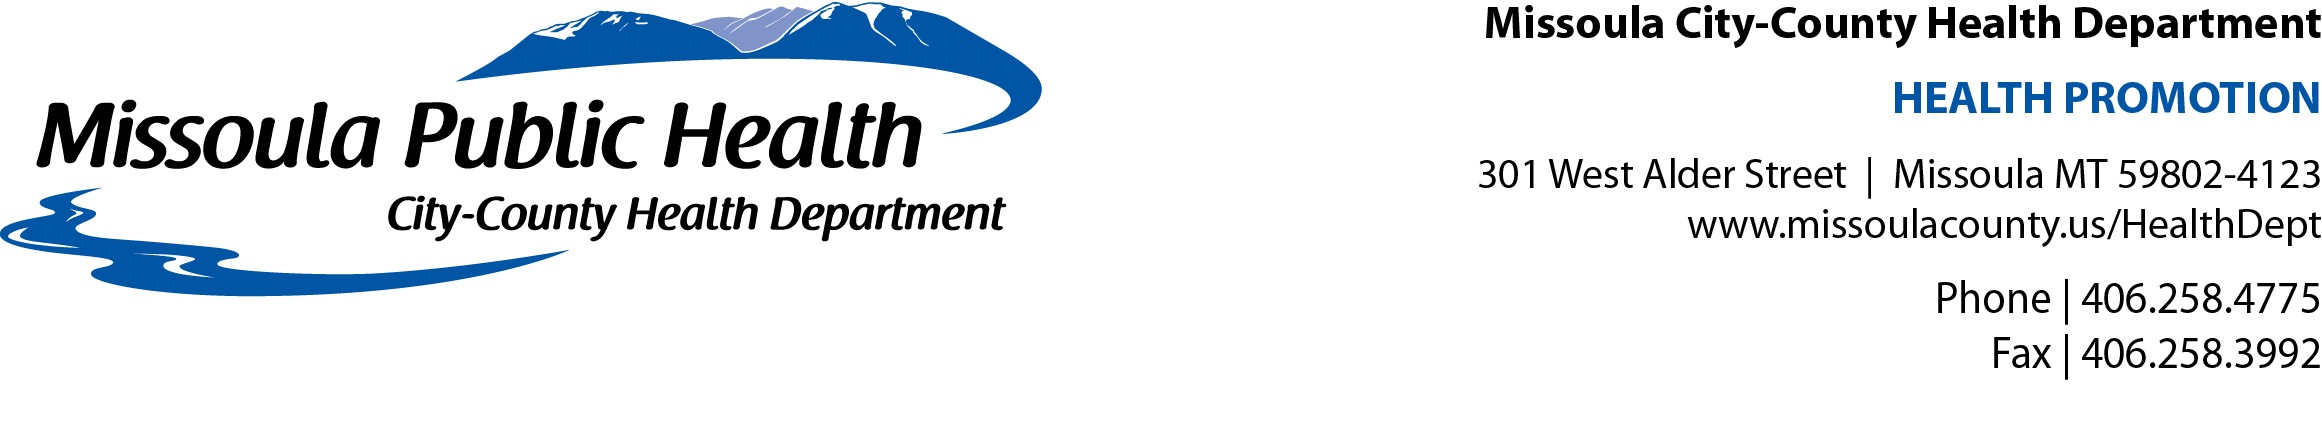 Missoula Public Health
City-County Health Department
Missoula City-County Health Department
HEALTH PROMOTION
301 West Alder Street | Missoula MT 59802-4123
www.missoulacounty.us/HealthDept
Phone | 406.258.4775
Fax | 406.258.3992